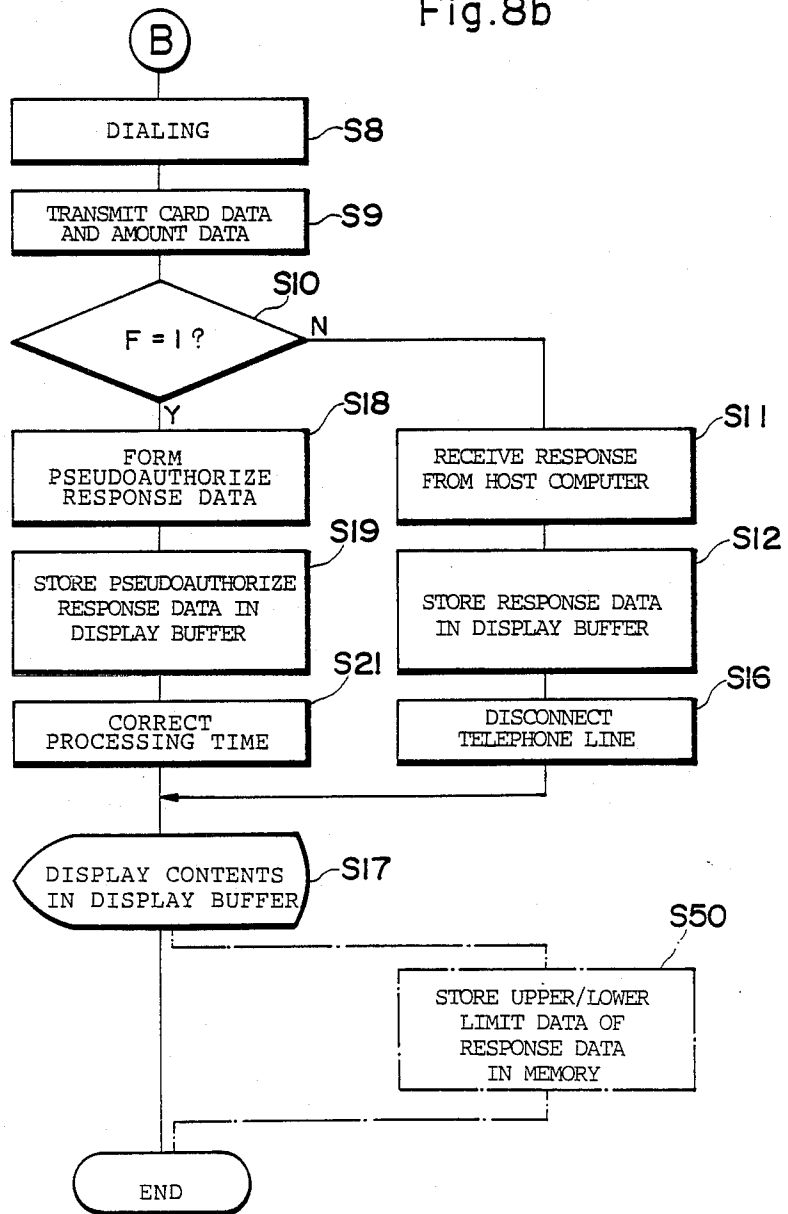 Fig.8b
B
DIALING
S8
TRANSMIT CARD DATA
AND AMOUNT DATA
S9
S10
F = 1 ?
N
Y
S18
FORM
PSEUDOAUTHORIZE
RESPONSE DATA
S11
RECEIVE RESPONSE
FROM HOST COMPUTER
S19
STORE PSEUDOAUTHORIZE
RESPONSE DATA IN
DISPLAY BUFFER
S12
STORE RESPONSE DATA
IN DISPLAY BUFFER
S21
CORRECT
PROCESSING TIME
S16
DISCONNECT
TELEPHONE LINE
DISPLAY CONTENTS
IN DISPLAY BUFFER
S17
S50
STORE UPPER/LOWER
LIMIT DATA OF
RESPONSE DATA
IN MEMORY
END